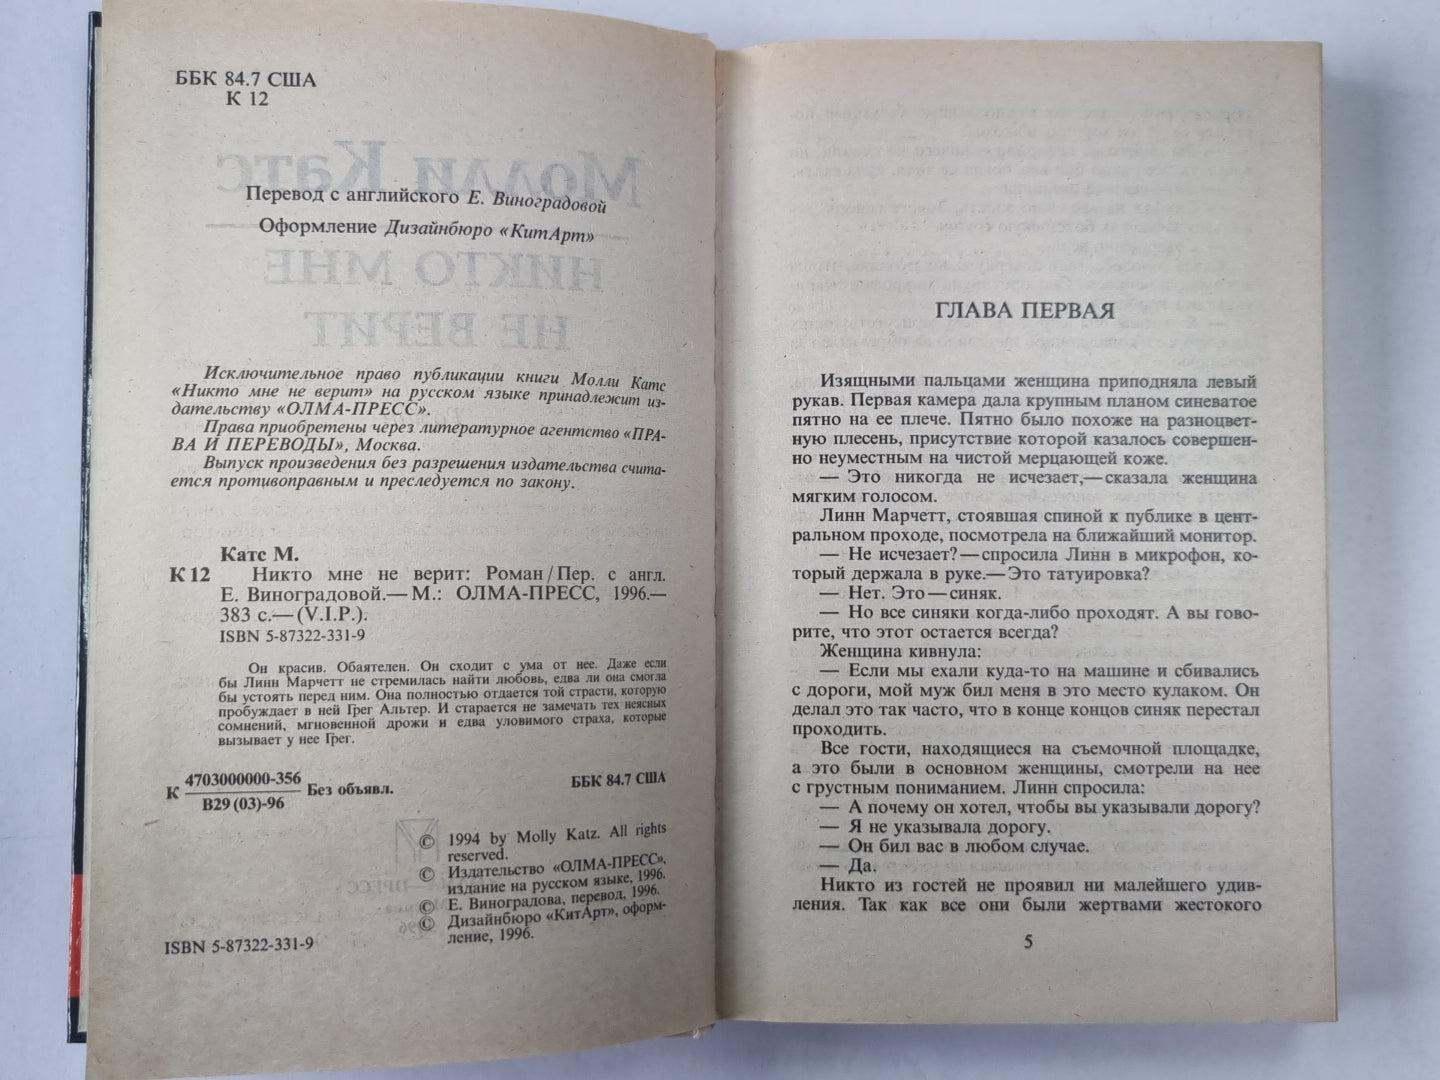 ББК 84.7 США
К 12
Перевод с английского Е. Виноградовой
Оформление Дизайнбюро «КитАрт»
Исключительное право публикации книги Молли Катс
«Никто мне не верит» на русском языке принадлежит из-
дательству «ОЛМА-ПРЕСС».
Права приобретены через литературное агентство «ПРА-
ВА И ПЕРЕВОДЫ», Москва.
Выпуск произведения без разрешения издательства счита-
ется противоправным и преследуется по закону.
Катс М.
К 12 Никто мне не верит: Роман/Пер. с англ.
Е. Виноградовой.—М.: ОЛМА-ПРЕСС, 1996.—
383 с.—(V.I.P.).
ISBN 5-87322-331-9
Он красив. Обаятелен. Он сходит с ума от нее. Даже если
бы Линн Марчетт не стремилась найти любовь, едва ли она смогла
бы устоять перед ним. Она полностью отдается той страсти, которую
пробуждает в ней Грег Альтер. И старается не замечать тех неясных
сомнений, мгновенной дрожи и едва уловимого страха, которые
вызывает у нее Грег.
К 4703000000-356 Без объявл. ББК 84.7 США
В29 (03)-96
© 1994 by Molly Katz. All rights
reserved.
© Издательство «ОЛМА-ПРЕСС»,
издание на русском языке, 1996.
© Е. Виноградова, перевод, 1996.
© Дизайнбюро «КитАрт», оформ-
ление, 1996.
ISBN 5-87322-331-9
ГЛАВА ПЕРВАЯ
Изящными пальцами женщина приподняла левый
рукав. Первая камера дала крупным планом синеватое
пятно на ее плече. Пятно было похоже на разноцвет-
ную плесень, присутствие которой казалось совершен-
но неуместным на чистой мерцающей коже.
— Это никогда не исчезает,—сказала женщина
мягким голосом.
Линн Марчетт, стоявшая спиной к публике в цент-
ральном проходе, посмотрела на ближайший монитор.
— Не исчезает?—спросила Линн в микрофон, ко-
торый держала в руке.—Это татуировка?
— Нет. Это—синяк.
— Но все синяки когда-либо проходят. А вы гово-
рите, что этот остается всегда?
Женщина кивнула:
— Если мы ехали куда-то на машине и сбивались
с дороги, мой муж бил меня в это место кулаком. Он
делал это так часто, что в конце концов синяк перестал
проходить.
Все гости, находящиеся на съемочной площадке,
а это были в основном женщины, смотрели на нее
с грустным пониманием. Линн спросила:
— А почему он хотел, чтобы вы указывали дорогу?
— Я не указывала дорогу.
— Он бил вас в любом случае.
— Да.
Никто из гостей не проявил ни малейшего удив-
ления. Так как все они были жертвами жестокого
5